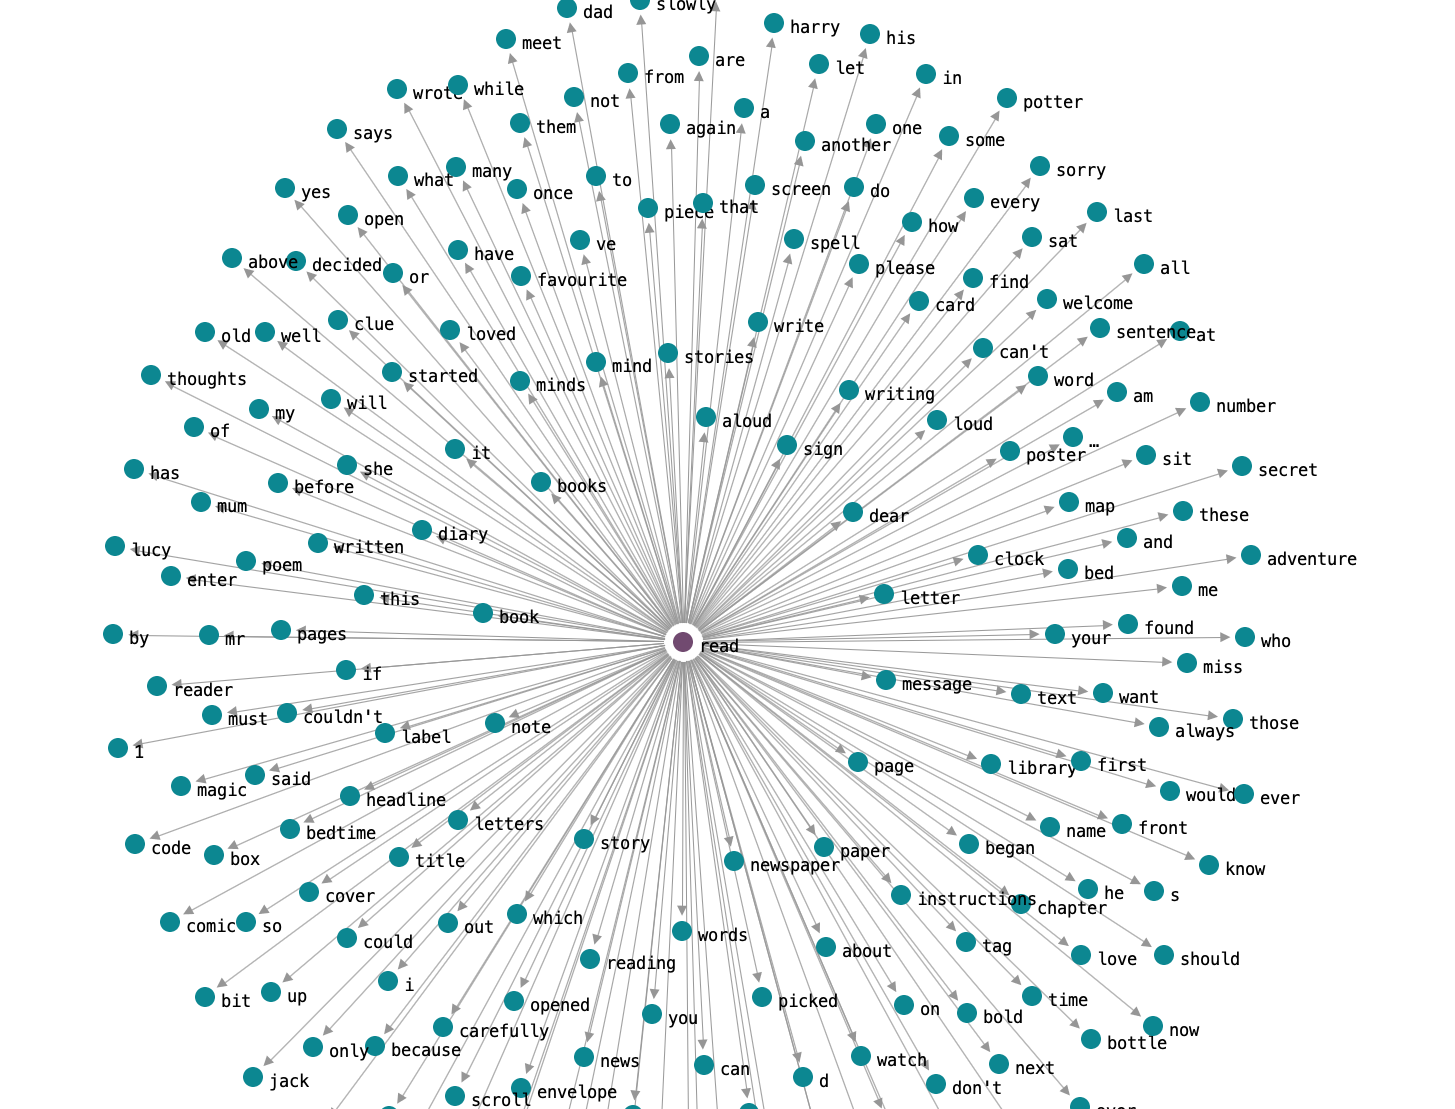 slowly
dad
harry
his
meet
are
let
in
from
wrote
while
potter
not
a
again
one
says
them
another
some
many
what
to
screen
do
sorry
yes
once
every
piece
that
last
open
how
ve
spell
sat
have
above
decided
please
all
or
favourite
find
card
welcome
clue
write
sentence
at
old
well
loved
can't
stories
mind
thoughts
started
minds
word
writing
am
my
will
number
of
aloud
loud
…
it
sign
poster
sit
has
she
secret
before
books
mum
map
dear
these
diary
and
lucy
written
clock
adventure
poem
bed
enter
me
this
letter
book
found
by
mr
pages
your
who
read
miss
if
reader
message
text
want
must
couldn't
note
those
label
always
l
page
library
first
said
magic
would
ever
headline
letters
bedtime
name
front
story
code
box
title
newspaper
paper
began
know
cover
instructions
he
s
chapter
comic
so
out
which
could
words
about
tag
reading
love
should
i
bit
up
opened
picked
time
you
on
bold
carefully
now
only
because
bottle
news
watch
can
next
jack
d
scroll
envelope
don't
over